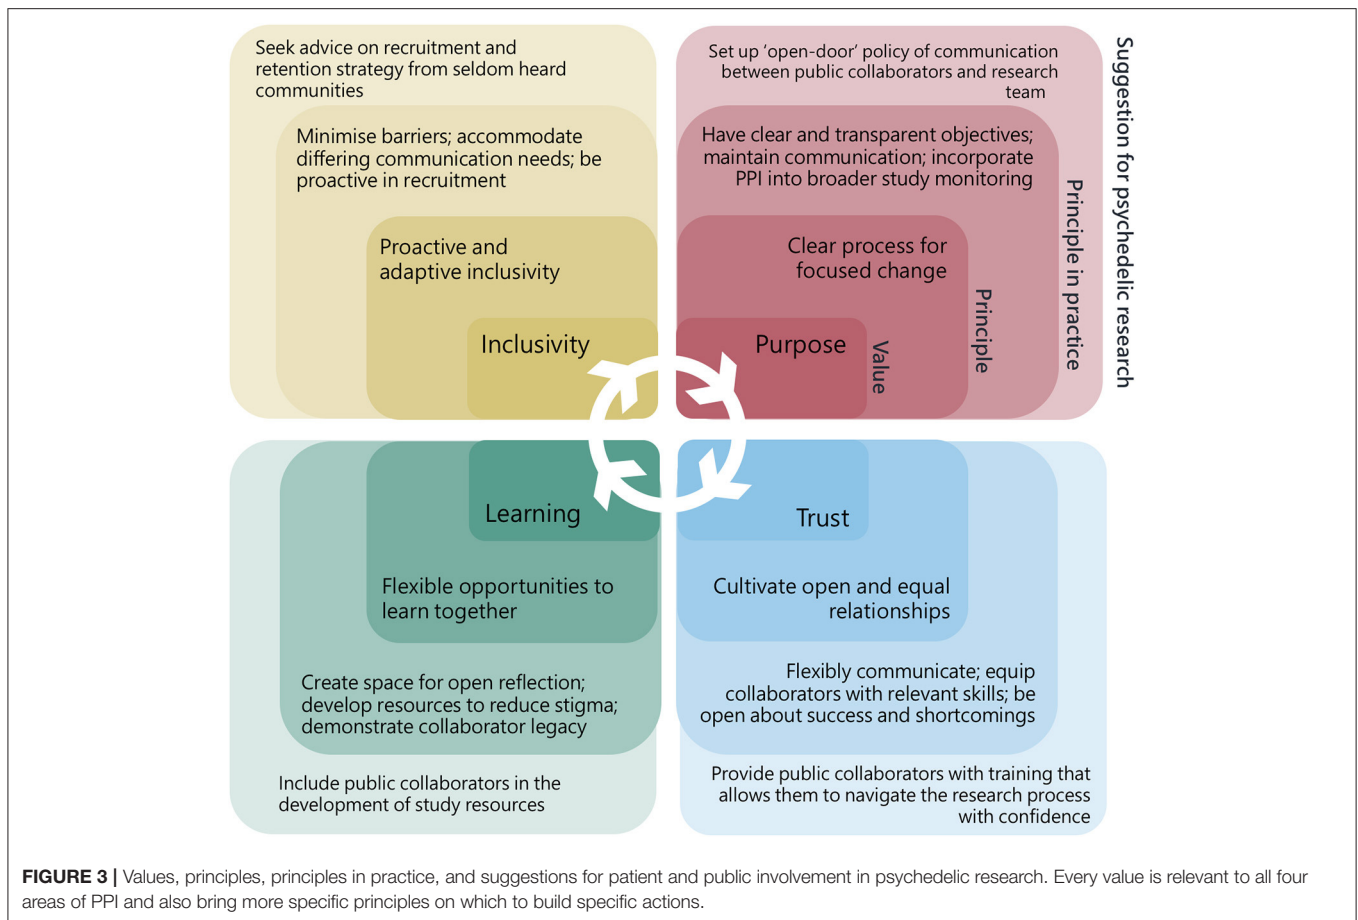 Seek advice on recruitment and
retention strategy from seldom heard
communities
Minimise barriers; accommodate
differing communication needs; be
proactive in recruitment
Proactive and
adaptive inclusivity
Inclusivity
Set up ‘open-door’ policy of communication
between public collaborators and research
team
Have clear and transparent objectives;
maintain communication; incorporate
PPI into broader study monitoring
Clear process for
focused change
Purpose
Value
Principle
Principle in practice
Suggestion for psychedelic research
Learning
Flexible opportunities to
learn together
Create space for open reflection;
develop resources to reduce stigma;
demonstrate collaborator legacy
Include public collaborators in the
development of study resources
Trust
Cultivate open and equal
relationships
Flexibly communicate; equip
collaborators with relevant skills; be
open about success and shortcomings
Provide public collaborators with training that
allows them to navigate the research process
with confidence
FIGURE 3 | Values, principles, principles in practice, and suggestions for patient and public involvement in psychedelic research. Every value is relevant to all four
areas of PPI and also bring more specific principles on which to build specific actions.